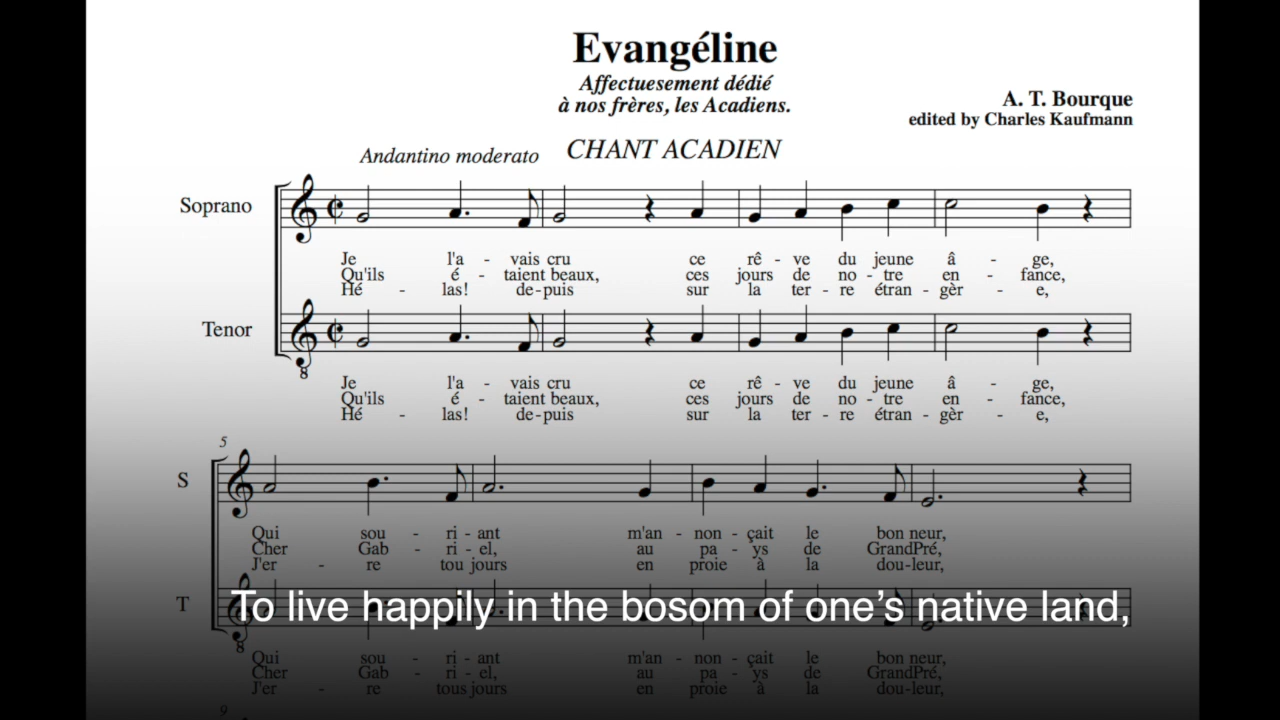 Evangéline
Affectuesement dédié
à nos frères, les Acadiens.
A. T. Bourque
edited by Charles Kaufmann
Andantino moderato
CHANT ACADIEN
Soprano
Je l'a - vais cru ce rê - ve du jeune â - ge,
Qu'ils é - taient beaux, ces jours de no - tre en - fance,
Hé - las! de-puis sur la ter - re étran - gèr - e,
Tenor
8
Je l'a - vais cru ce rê - ve du jeune â - ge,
Qu'ils é - taient beaux, ces jours de no - tre en - fance,
Hé - las! de-puis sur la ter - re étran - gèr - e,
5
S
Qui sou - ri - ant m'an - non - çait le bon neur,
Cher Gab - ri - el, au pa - ys de GrandPré,
J'er - re tou jours en proie à la dou-leur,
T
To live happily in the bosom of one's native land,
8
Qui sou - ri - ant m'an - non - çait le bon neur,
Cher Gab - ri - el, au pa - ys de GrandPré,
J'er - re tous jours en proie à la dou-leur,
9